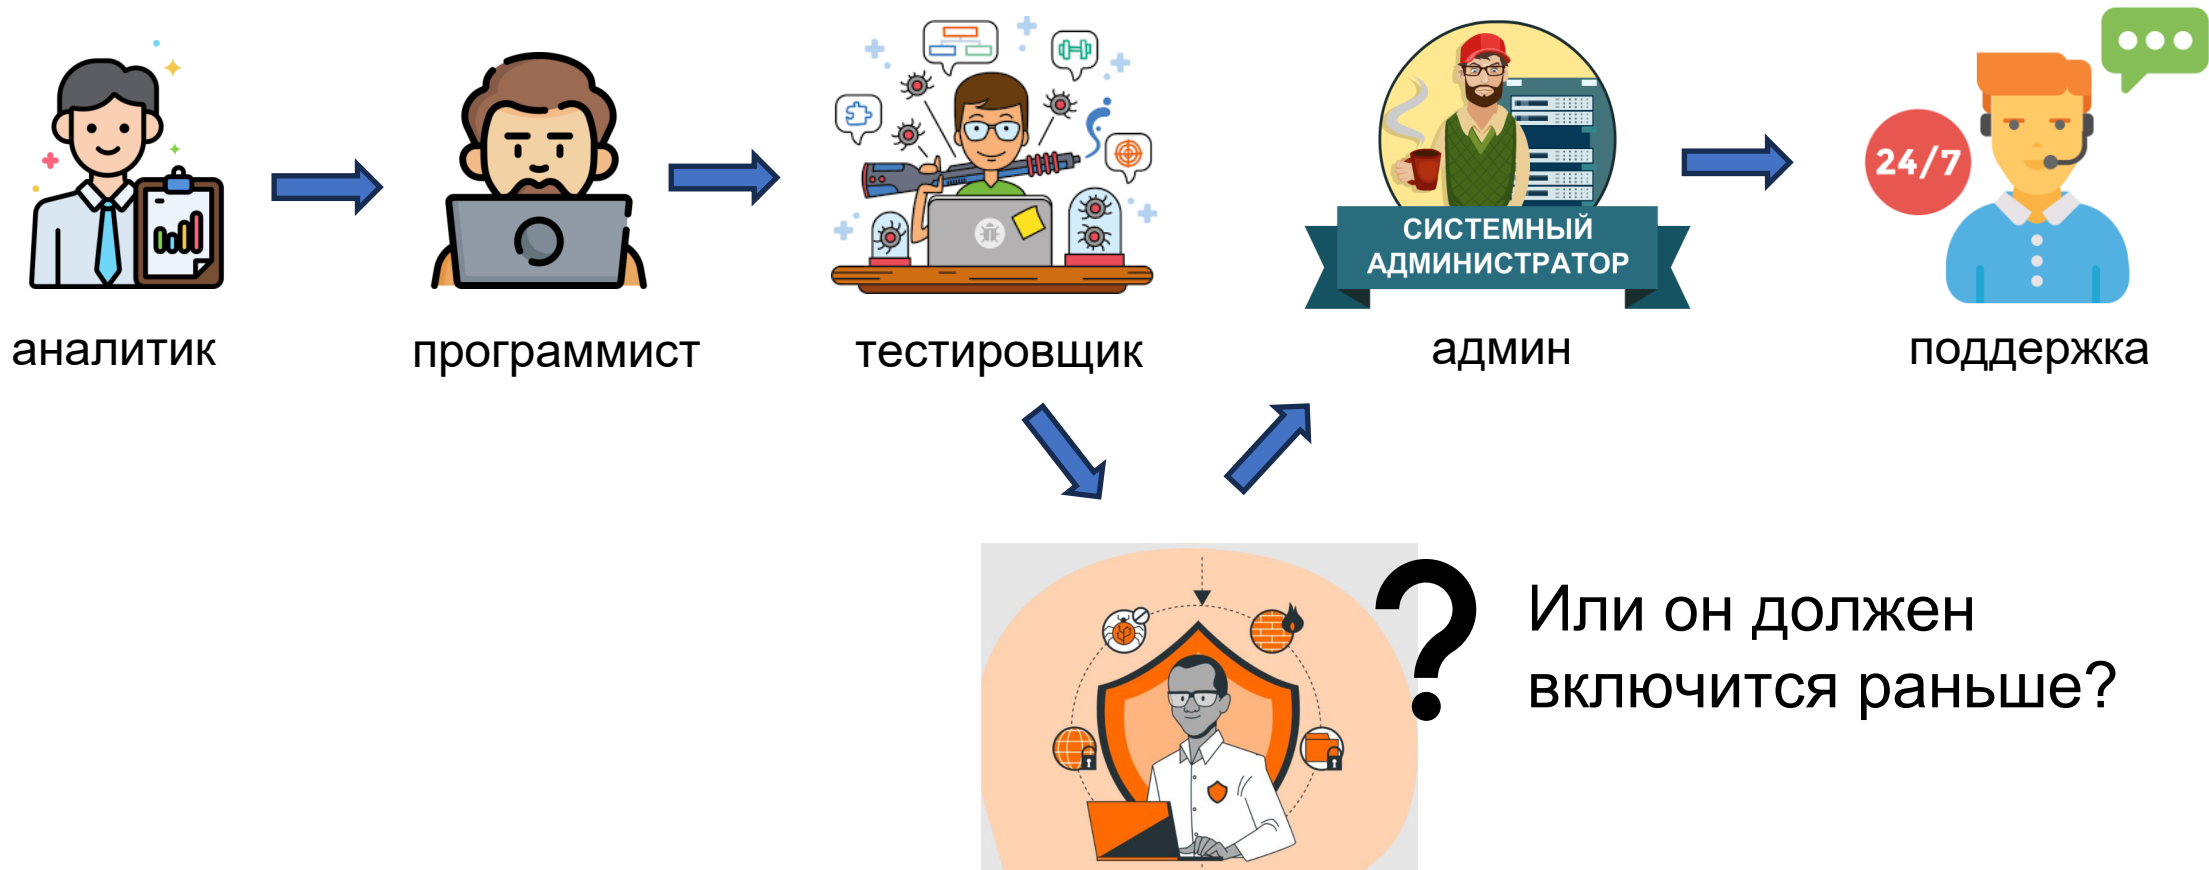 24/7
СИСТЕМНЫЙ
АДМИНИСТРАТОР
аналитик
программист
тестировщик
админ
поддержка
?
Или он должен
включится раньше?